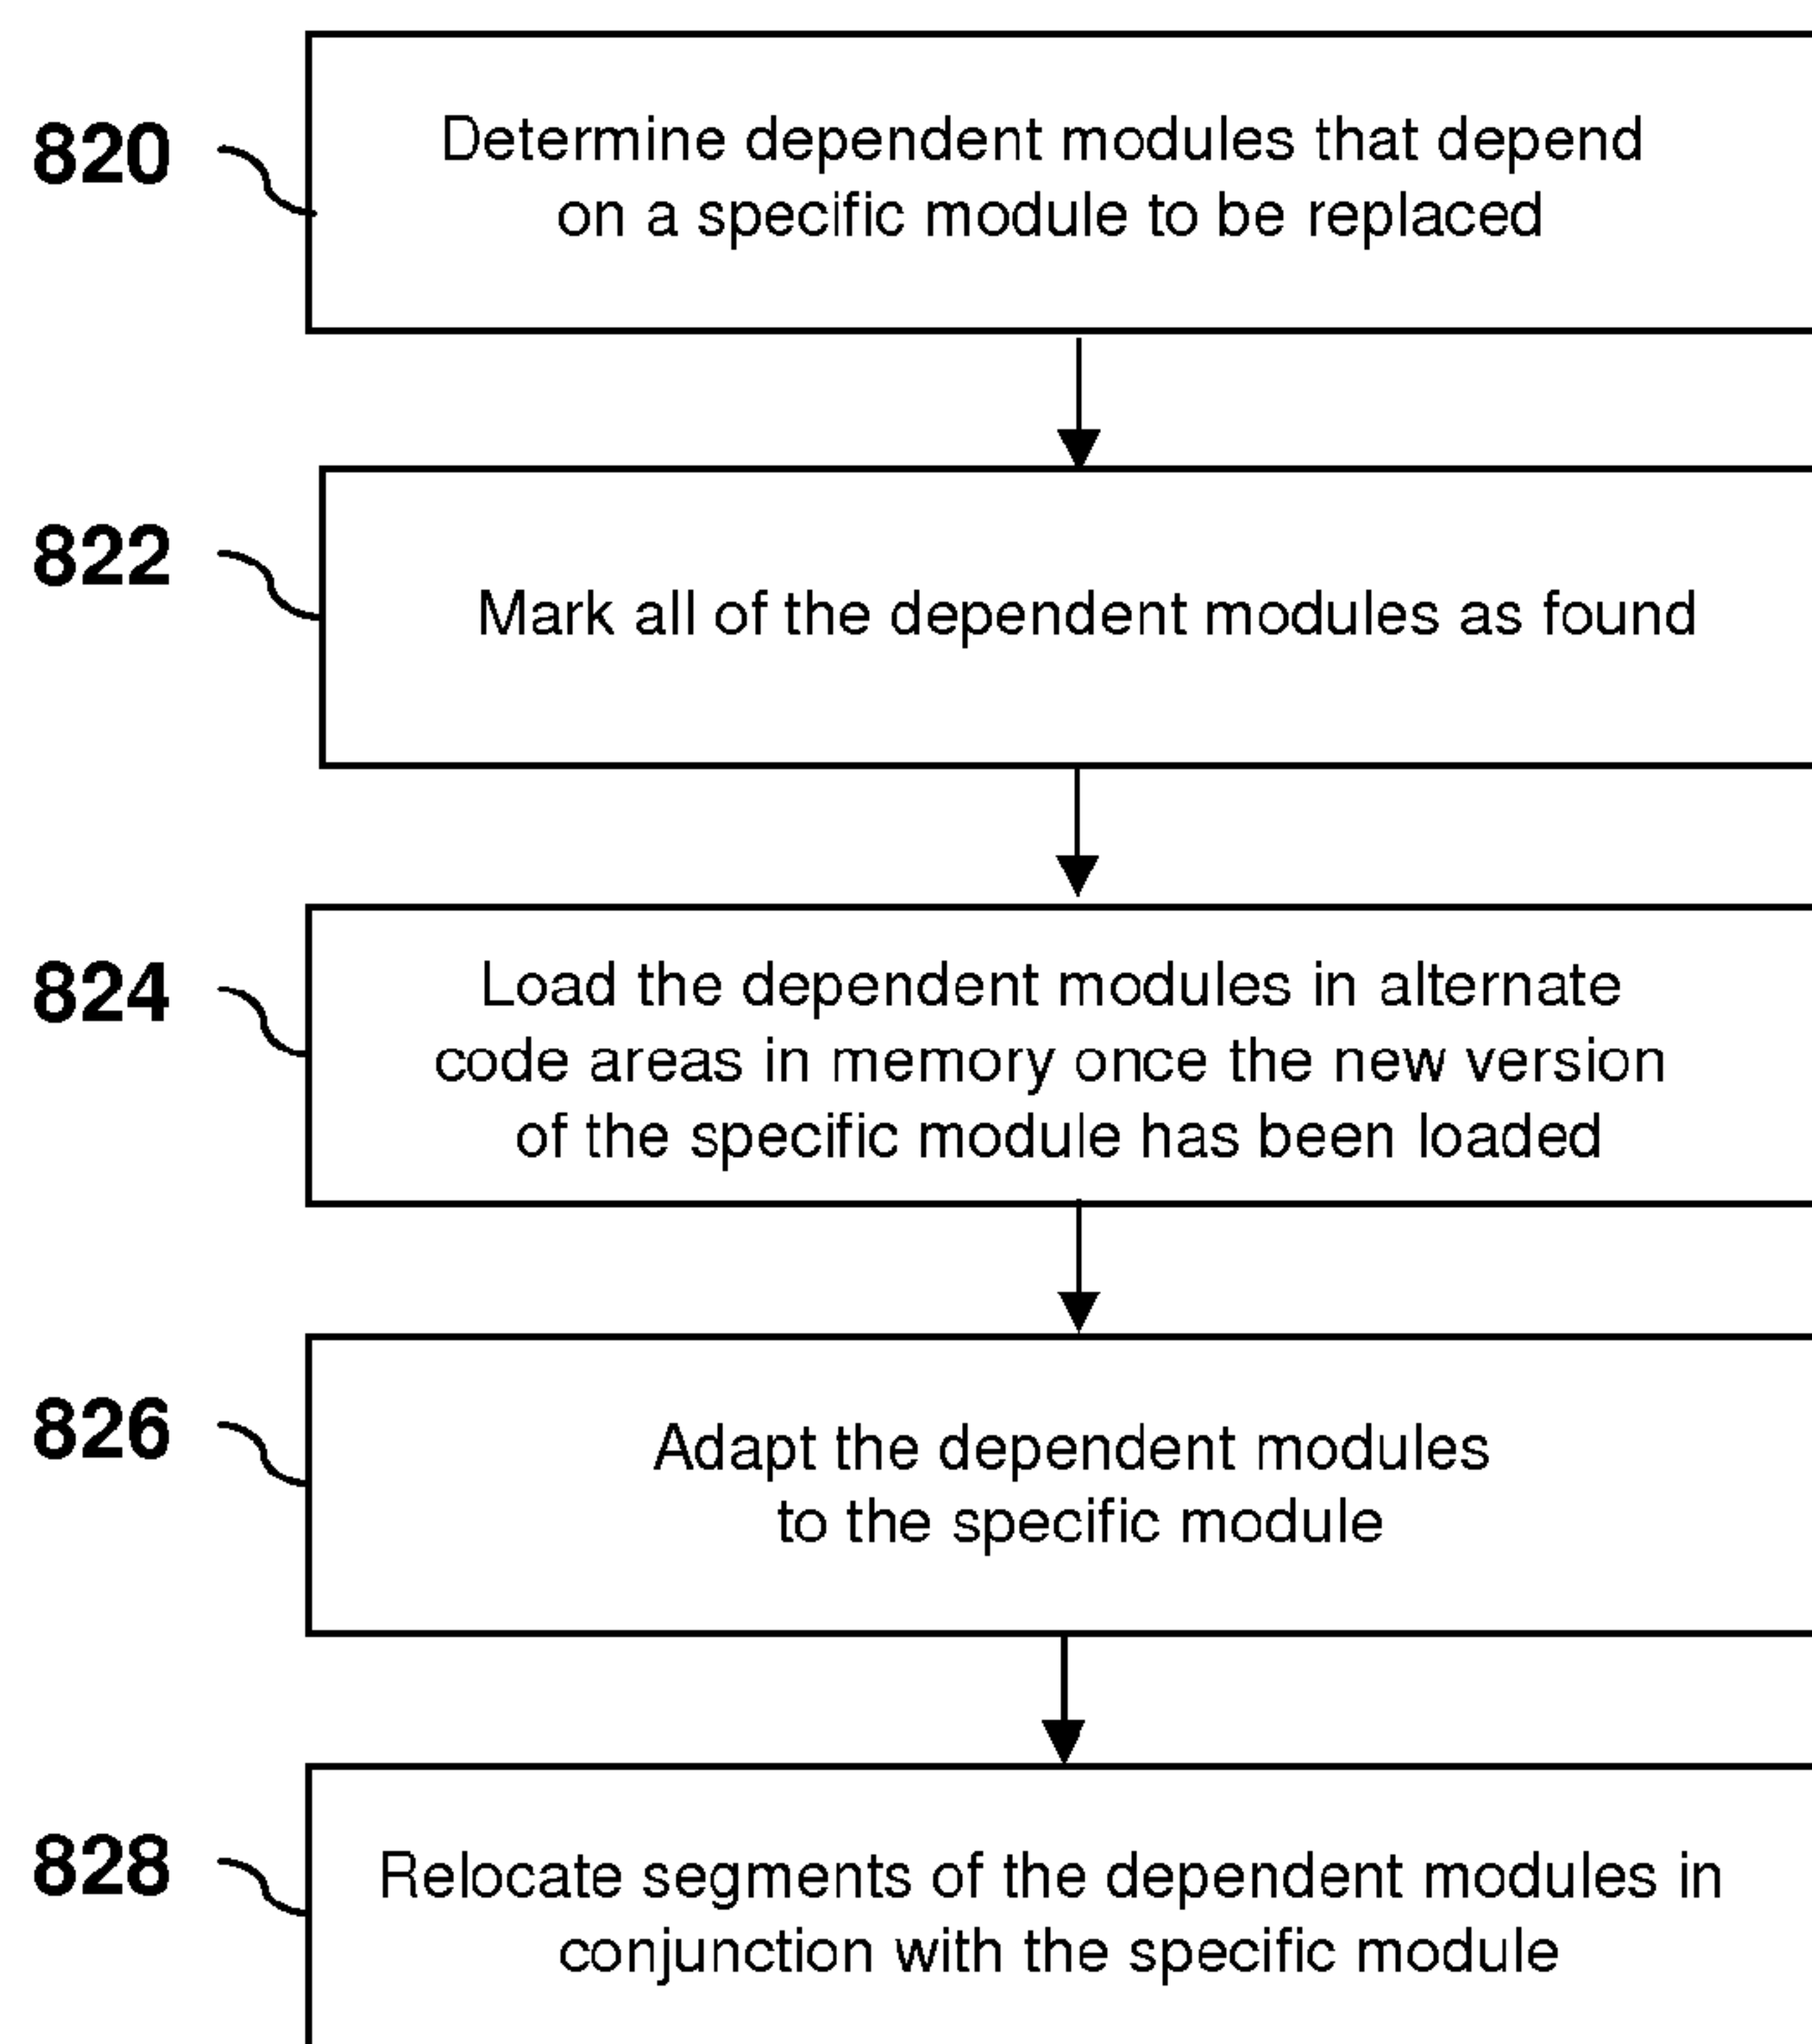 820
Determine dependent modules that depend
on a specific module to be replaced
822
Mark all of the dependent modules as found
824
Load the dependent modules in alternate
code areas in memory once the new version
of the specific module has been loaded
826
Adapt the dependent modules
to the specific module
828
Relocate segments of the dependent modules in
conjunction with the specific module